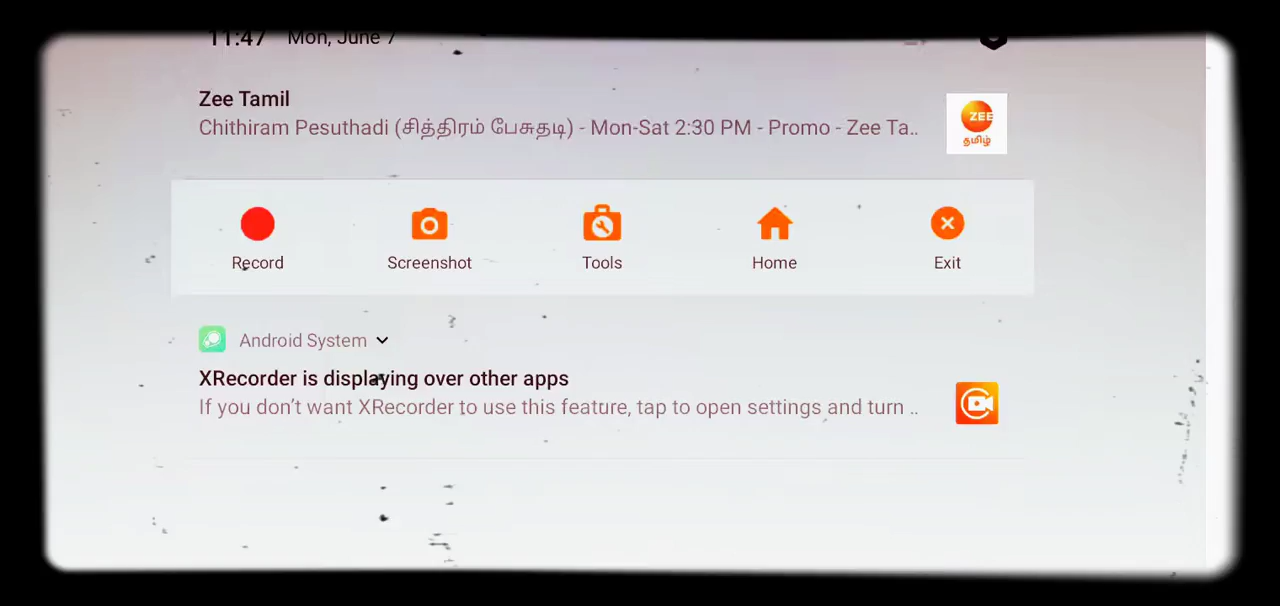 11:47 Mon, June 7
Zee Tamil
Chithiram Pesuthadi (சித்திரம் பேசுதடி) - Mon-Sat 2:30 PM - Promo - Zee Ta..
ZEE
தமிழ்
Record Screenshot Tools Home Exit
Android System
XRecorder is displaying over other apps
If you don’t want XRecorder to use this feature, tap to open settings and turn ..